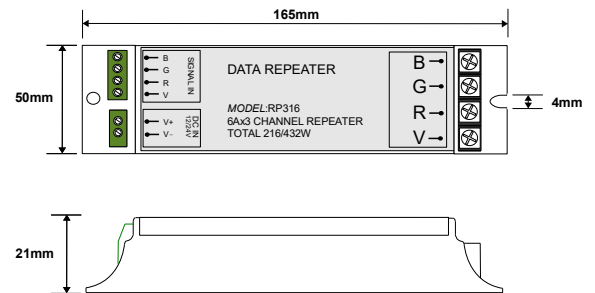 165mm
50mm
B
G
R
V
SIGNAL IN
V+
V-
DC IN
12/24V
DATA REPEATER
MODEL:RP316
6Ax3 CHANNEL REPEATER
TOTAL 216/432W
B
G
R
V
4mm
21mm